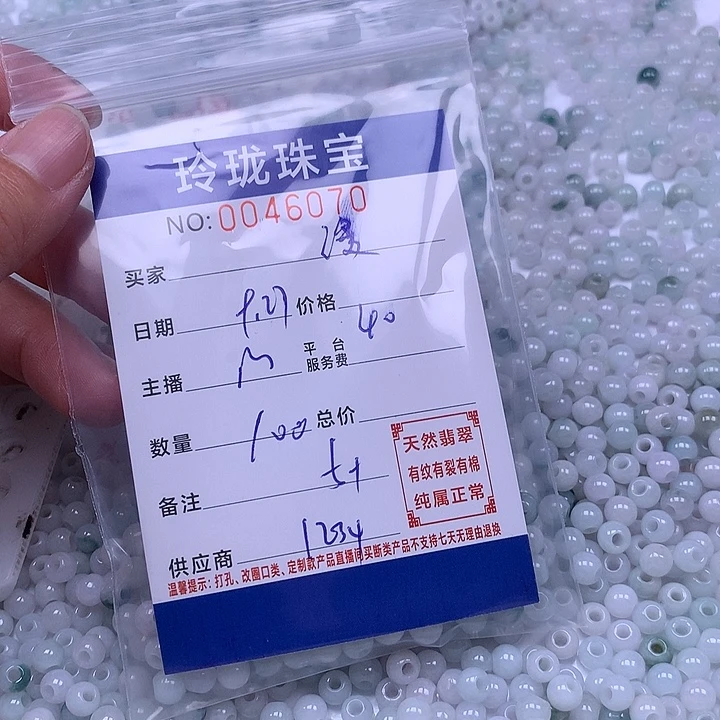 玲珑珠宝
NO: 0046070
买家
日期 价格 40
主播 平台服务费
数量 100 总价
备注
供应商 1234
天然翡翠
有纹有裂有棉
纯属正常
温馨提示：打孔、改圈口类、定制款产品直播间买断类产品不支持七天无理由退换